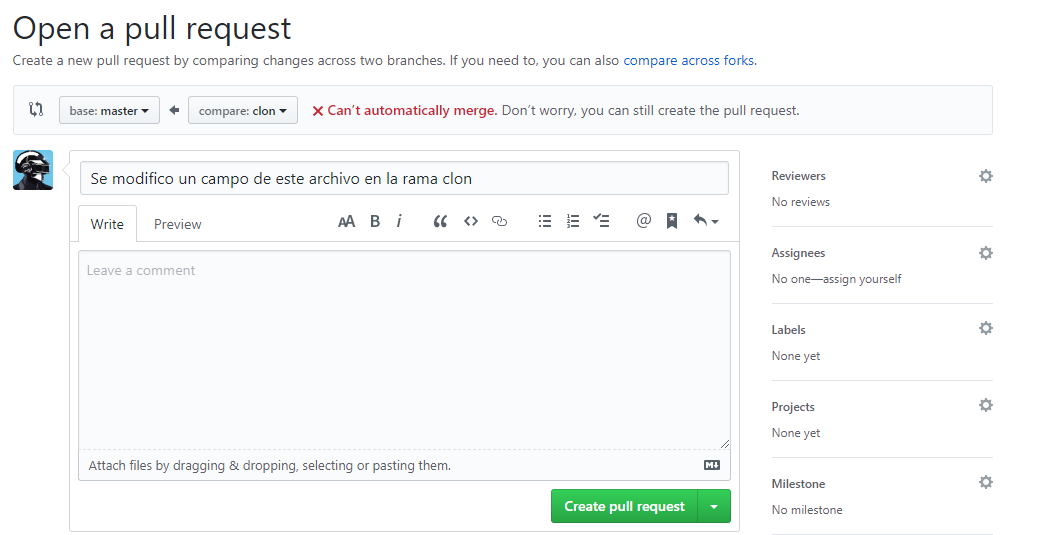 Open a pull request
Create a new pull request by comparing changes across two branches. If you need to, you can also compare across forks.
base: master compare: clon Can't automatically merge. Don't worry, you can still create the pull request.
Se modifico un campo de este archivo en la rama clon
Write Preview AA B i “ <> @
Leave a comment
Attach files by dragging & dropping, selecting or pasting them.
Create pull request
Reviewers
No reviews
Assignees
No one—assign yourself
Labels
None yet
Projects
None yet
Milestone
No milestone